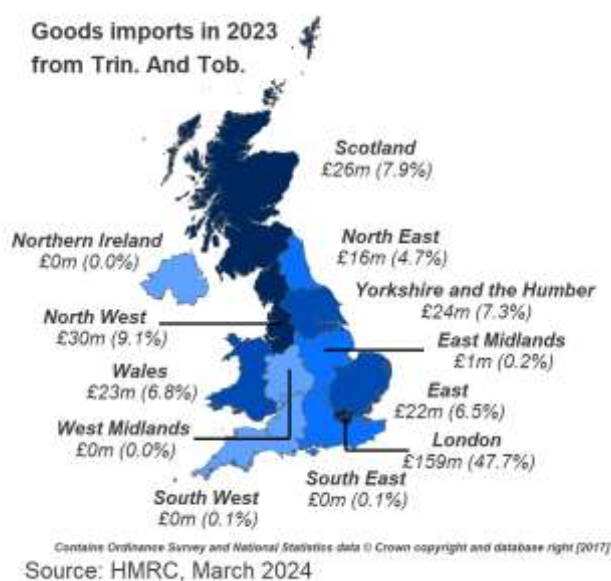 Goods imports in 2023
from Trin. And Tob.
Scotland
£26m (7.9%)
Northern Ireland
£0m (0.0%)
North East
£16m (4.7%)
Yorkshire and the Humber
£24m (7.3%)
North West
£30m (9.1%)
East Midlands
£1m (0.2%)
Wales
£23m (6.8%)
East
£22m (6.5%)
West Midlands
£0m (0.0%)
London
£159m (47.7%)
South East
£0m (0.1%)
South West
£0m (0.1%)
Contains Ordinance Survey and National Statistics data © Crown copyright and database right [2017]
Source: HMRC, March 2024